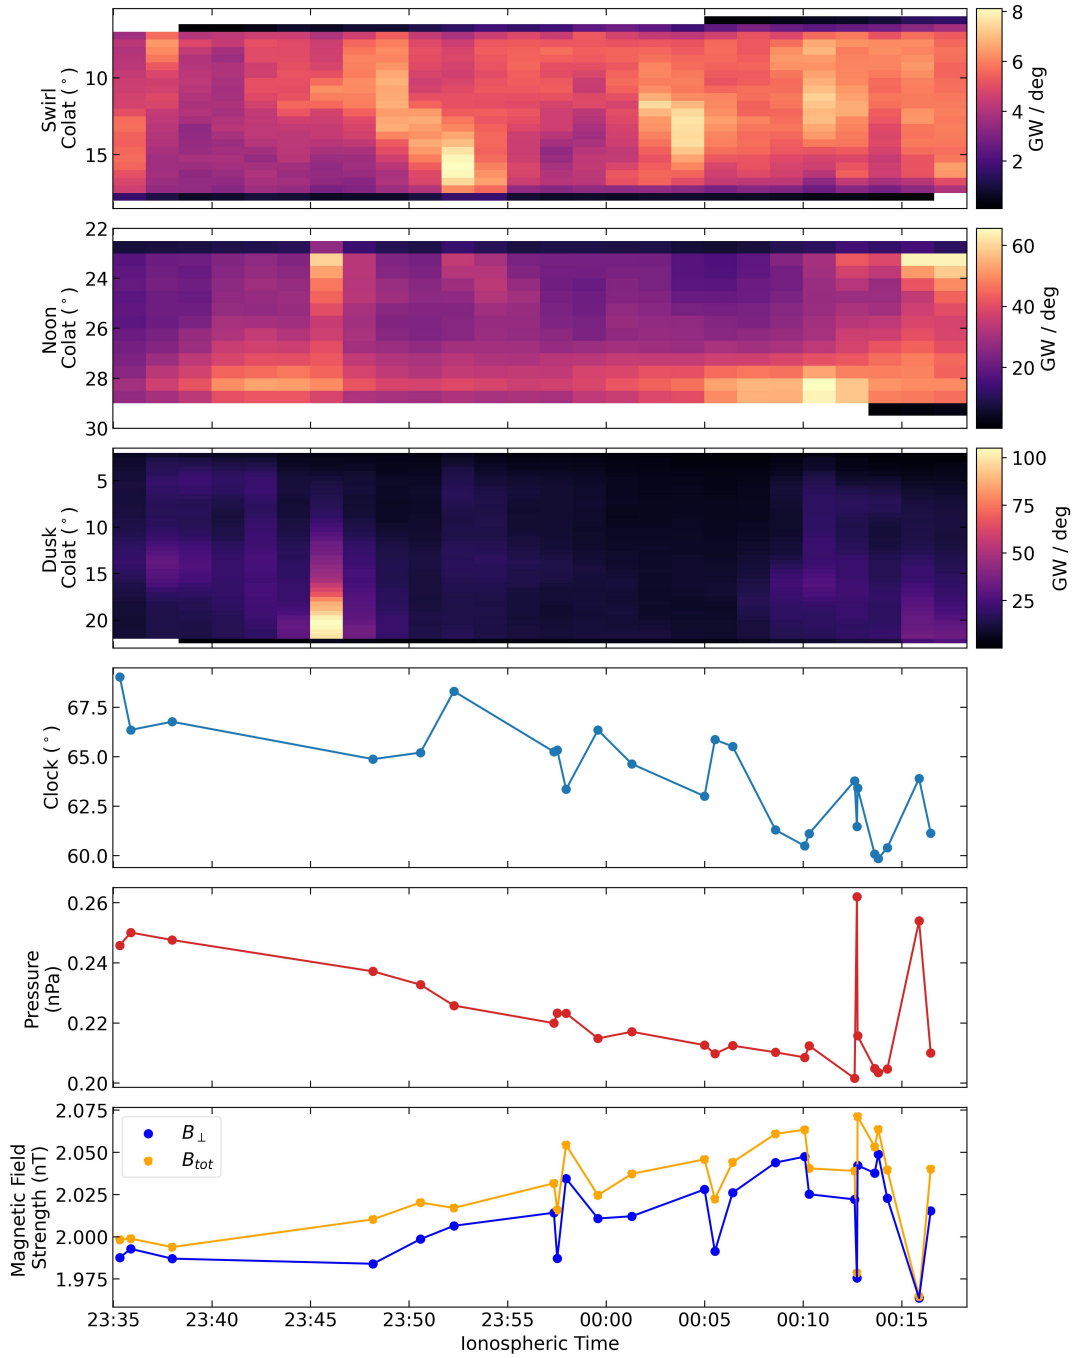 Swirl
Colat (°)
10
15
8
6
4
2
GW / deg
Noon
Colat (°)
22
24
26
28
30
60
40
20
GW / deg
Dusk
Colat (°)
5
10
15
20
100
75
50
25
GW / deg
Clock (°)
67.5
65.0
62.5
60.0
Pressure
(nPa)
0.26
0.24
0.22
0.20
Magnetic Field
Strength (nT)
2.075
2.050
2.025
2.000
1.975
B⊥
Btot
23:35 23:40 23:45 23:50 23:55 00:00 00:05 00:10 00:15
Ionospheric Time